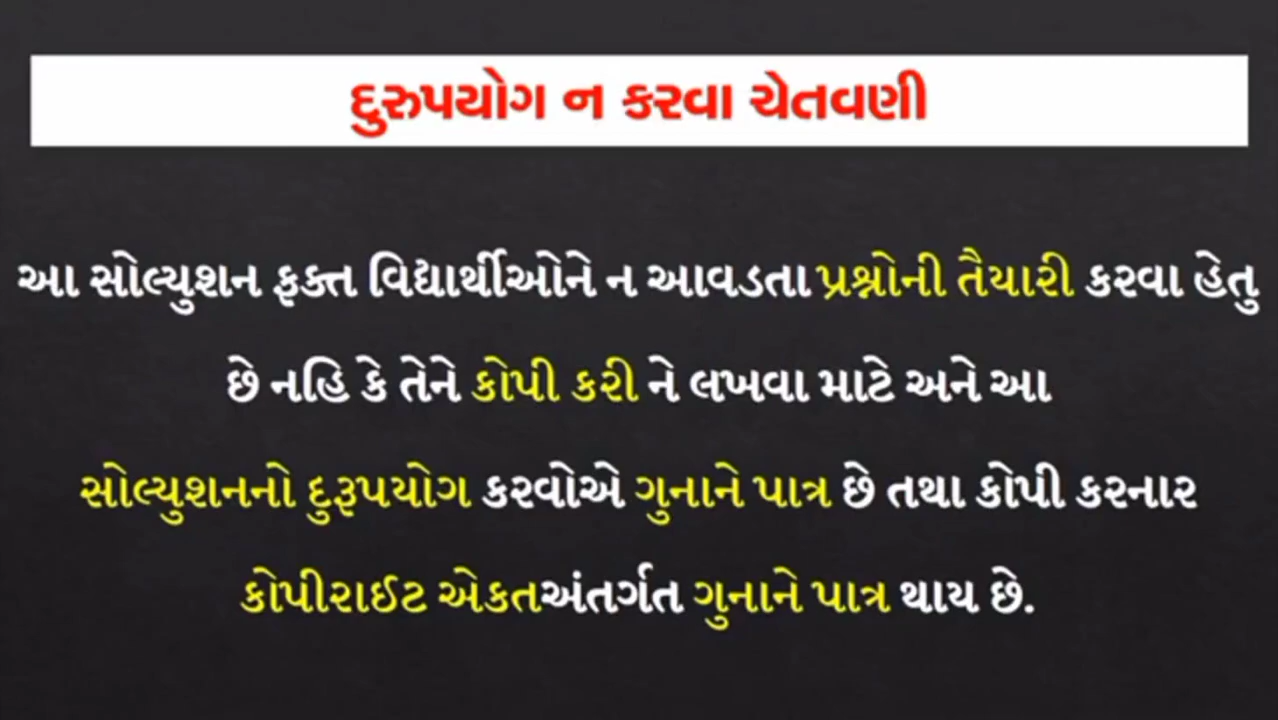 દુરુપયોગ ન કરવા ચેતવણી
આ સોલ્યુશન ફક્ત વિદ્યાર્થીઓને ન આવડતા પ્રશ્નોની તૈયારી કરવા હેતુ
છે નહિ કે તેને કોપી કરી ને લખવા માટે અને આ
સોલ્યુશનનો દુરૂપયોગ કરવોએ ગુનાને પાત્ર છે તથા કોપી કરનાર
કોપીરાઈટ એકતઅંતર્ગત ગુનાને પાત્ર થાય છે.